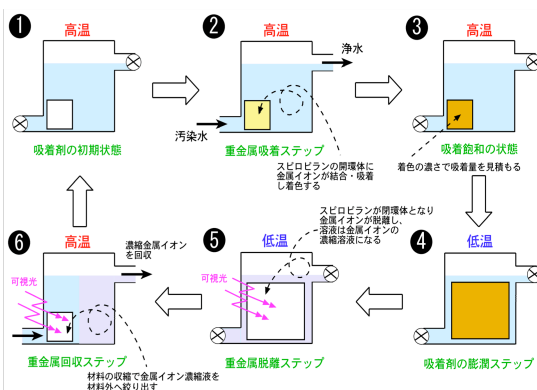 1
高温
吸着剤の初期状態
2
高温
浄水
汚染水
重金属吸着ステップ
スピロピランの開環体に
金属イオンが結合・吸着
し着色する
3
高温
吸着飽和の状態
着色の濃さで吸着量を見積もる
4
低温
吸着剤の膨潤ステップ
5
低温
スピロピランが閉環体となり
金属イオンが脱離し、
溶液は金属イオンの
濃縮溶液になる
可視光
重金属脱離ステップ
6
高温
濃縮金属イオン
を回収
可視光
重金属回収ステップ
材料の収縮で金属イオン濃縮液を
材料外へ絞り出す